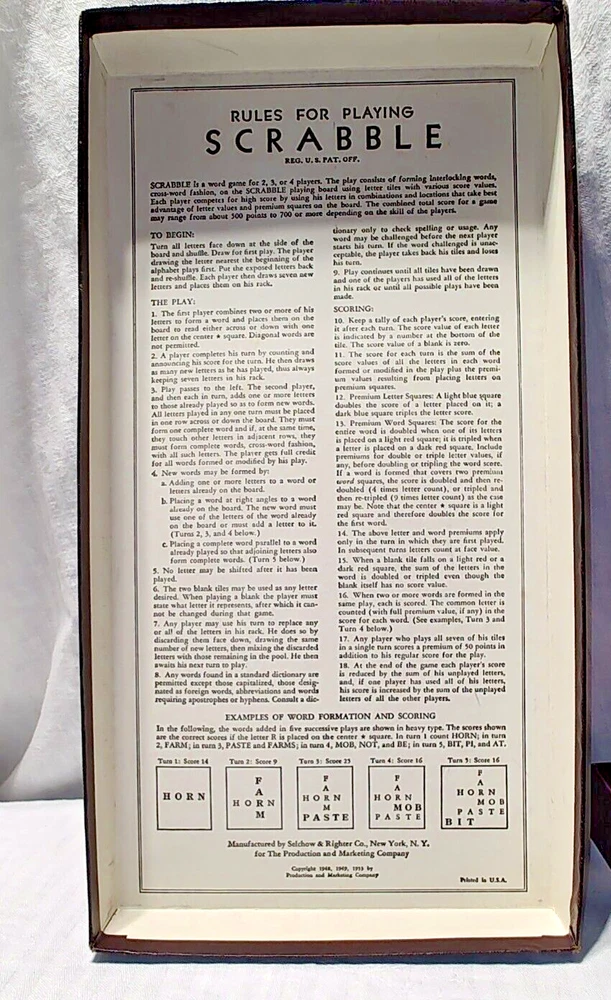 RULES FOR PLAYING
SCRABBLE
REG. U. S. PAT. OFF.
SCRABBLE is a word game for 2, 3, or 4 players. The play consists of forming interlocking words,
cross-word fashion, on the SCRABBLE playing board using letter tiles with various score values.
Each player competes for high score by using his letters in combinations and locations that take best
advantage of letter values and premium squares on the board. The combined total score for a game
may range from about 500 points to 700 or more depending on the skill of the players.
TO BEGIN:
Turn all letters face down at the side of the
board and shuffle. Draw for first play. The player
drawing the letter nearest the beginning of the
alphabet plays first. Put the exposed letters back
and re-shuffle. Each player then draws seven new
letters and places them on his rack.
THE PLAY:
1. The first player combines two or more of his
letters to form a word and places them on the
board to read either across or down with one
letter on the center ★ square. Diagonal words are
not permitted.
2. A player completes his turn by counting and
announcing his score for the turn. He then draws
as many new letters as he has played, thus always
keeping seven letters in his rack.
3. Play passes to the left. The second player,
and then each in turn, adds one or more letters
to those already played so as to form new words.
All letters played in any one turn must be placed
in one row across or down the board. They must
form one complete word and if, at the same time,
they touch other letters in adjacent rows, they
must form complete words, cross-word fashion,
with all such letters. The player gets full credit
for all words formed or modified by his play.
4. New words may be formed by:
a. Adding one or more letters to a word or
letters already on the board.
b. Placing a word at right angles to a word
already on the board. The new word must
use one of the letters of the word already
on the board or must add a letter to it.
(Turns 2, 3, and 4 below.)
c. Placing a complete word parallel to a word
already played so that adjoining letters also
form complete words. (Turn 5 below.)
5. No letter may be shifted after it has been
played.
6. The two blank tiles may be used as any letter
desired. When playing a blank the player must
state what letter it represents, after which it can-
not be changed during that game.
7. Any player may use his turn to replace any
or all of the letters in his rack. He does so by
discarding them face down, drawing the same
number of new letters, then mixing the discarded
letters with those remaining in the pool. He then
awaits his next turn to play.
8. Any words found in a standard dictionary are
permitted except those capitalized, those desig-
nated as foreign words, abbreviations and words
requiring apostrophes or hyphens. Consult a dic-
tionary only to check spelling or usage. Any
word may be challenged before the next player
starts his turn. If the word challenged is unac-
ceptable, the player takes back his tiles and loses
his turn.
9. Play continues until all tiles have been drawn
and one of the players has used all of the letters
in his rack or until all possible plays have been
made.
SCORING:
10. Keep a tally of each player's score, entering
it after each turn. The score value of each letter
is indicated by a number at the bottom of the
tile. The score value of a blank is zero.
11. The score for each turn is the sum of the
score values of all the letters in each word
formed or modified in the play plus the premi-
um values resulting from placing letters on
premium squares.
12. Premium Letter Squares: A light blue square
doubles the score of a letter placed on it; a
dark blue square triples the letter score.
13. Premium Word Squares: The score for the
entire word is doubled when one of its letters
is placed on a light red square; it is tripled when
a letter is placed on a dark red square. Include
premiums for double or triple letter values, if
any, before doubling or tripling the word score.
If a word is formed that covers two premium
word squares, the score is doubled and then re-
doubled (4 times letter count), or tripled and
then re-tripled (9 times letter count) as the case
may be. Note that the center ★ square is a light
red square and therefore doubles the score for
the first word.
14. The above letter and word premiums apply
only in the turn in which they are first played.
In subsequent turns letters count at face value.
15. When a blank tile falls on a light red or a
dark red square, the sum of the letters in the
word is doubled or tripled even though the
blank itself has no score value.
16. When two or more words are formed in the
same play, each is scored. The common letter is
counted (with full premium value, if any) in the
score for each word. (See examples, Turn 3 and
Turn 4 below.)
17. Any player who plays all seven of his tiles
in a single turn scores a premium of 50 points in
addition to his regular score for the play.
18. At the end of the game each player's score
is reduced by the sum of his unplayed letters,
and, if one player has used all of his letters,
his score is increased by the sum of the unplayed
letters of all the other players.
EXAMPLES OF WORD FORMATION AND SCORING
In the following, the words added in five successive plays are shown in heavy type. The scores shown
are the correct scores if the letter R is placed on the center ★ square. In turn 1 count HORN; in turn
2, FARM; in turn 3, PASTE and FARMS; in turn 4, MOB, NOT, and BE; in turn 5, BIT, PI, and AT.
Turn 1: Score 14
HORN
Turn 2: Score 9
F
A
HORN
M
Turn 3: Score 25
F
A
HORN
M
PASTE
Turn 4: Score 16
F
A
HORN
MOB
PASTE
Turn 5: Score 16
F
A
HORN
MOB
PASTE
BIT
Manufactured by Selchow & Righter Co., New York, N. Y.
for The Production and Marketing Company
Copyright 1948, 1949, 1953 by
Production and Marketing Company
Printed in U.S.A.